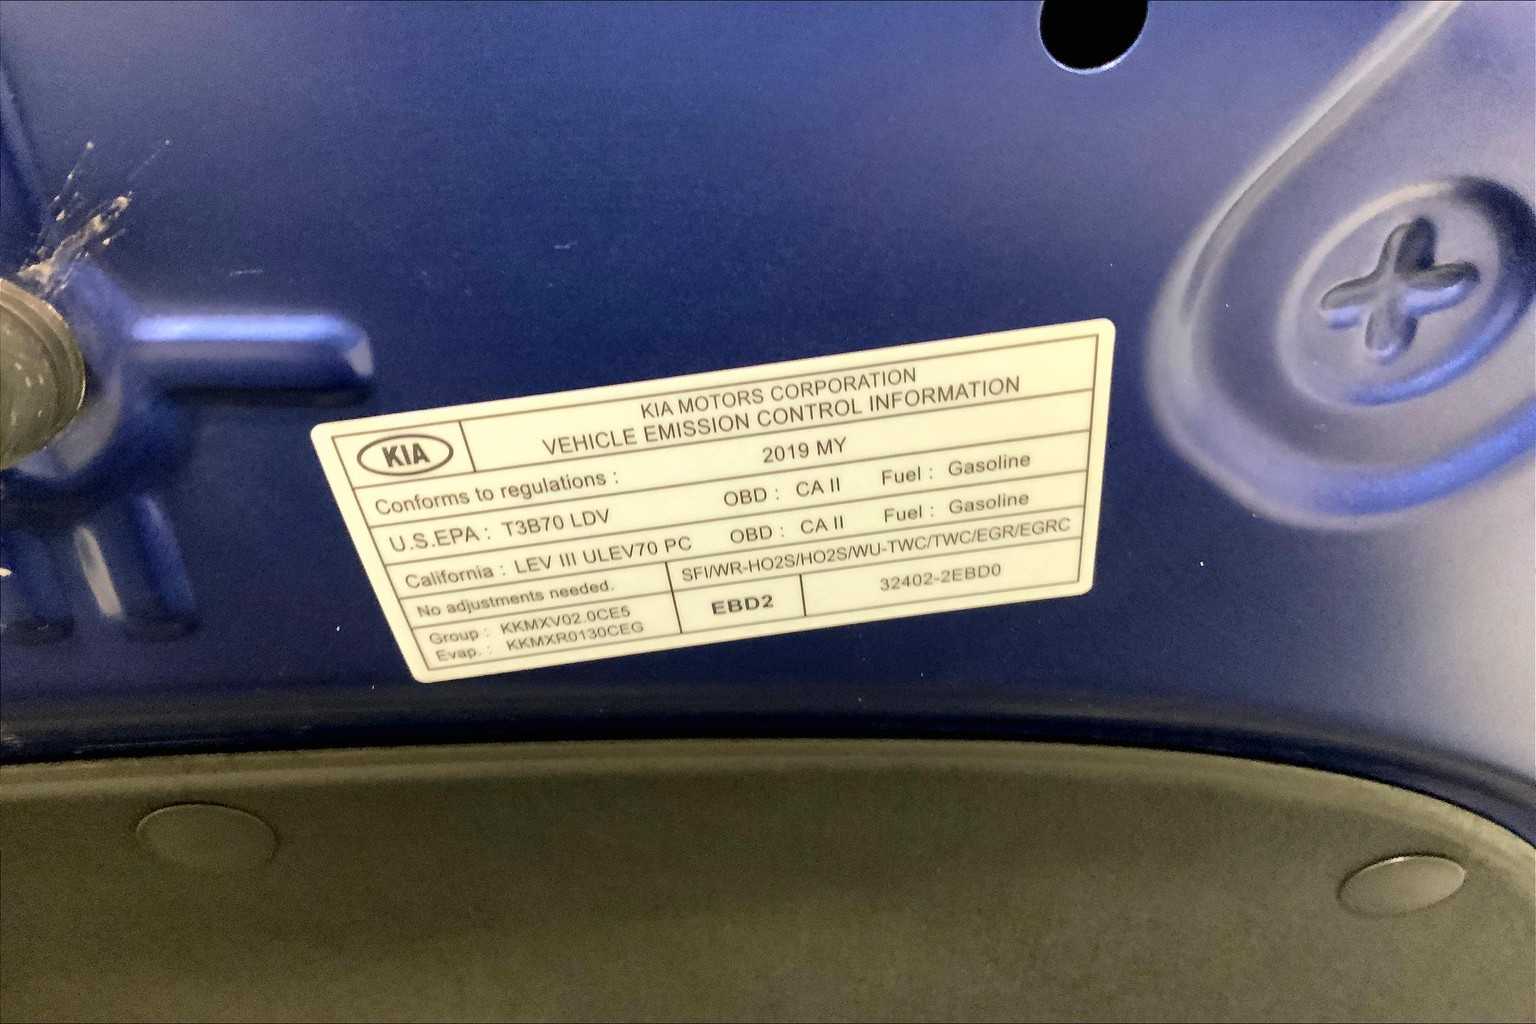 KIA
KIA MOTORS CORPORATION
VEHICLE EMISSION CONTROL INFORMATION
Conforms to regulations : 2019 MY
U.S.EPA : T3B70 LDV OBD : CA II Fuel : Gasoline
California : LEV III ULEV70 PC OBD : CA II Fuel : Gasoline
No adjustments needed. SFI/WR-HO2S/HO2S/WU-TWC/TWC/EGR/EGRC
Group : KKMXV02.0CE5
Evap. : KKMXR0130CEG
EBD2
32402-2EBD0